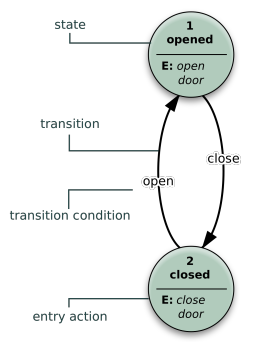 state
1
opened
E: open
door
transition
close
open
transition condition
2
closed
E: close
door
entry action